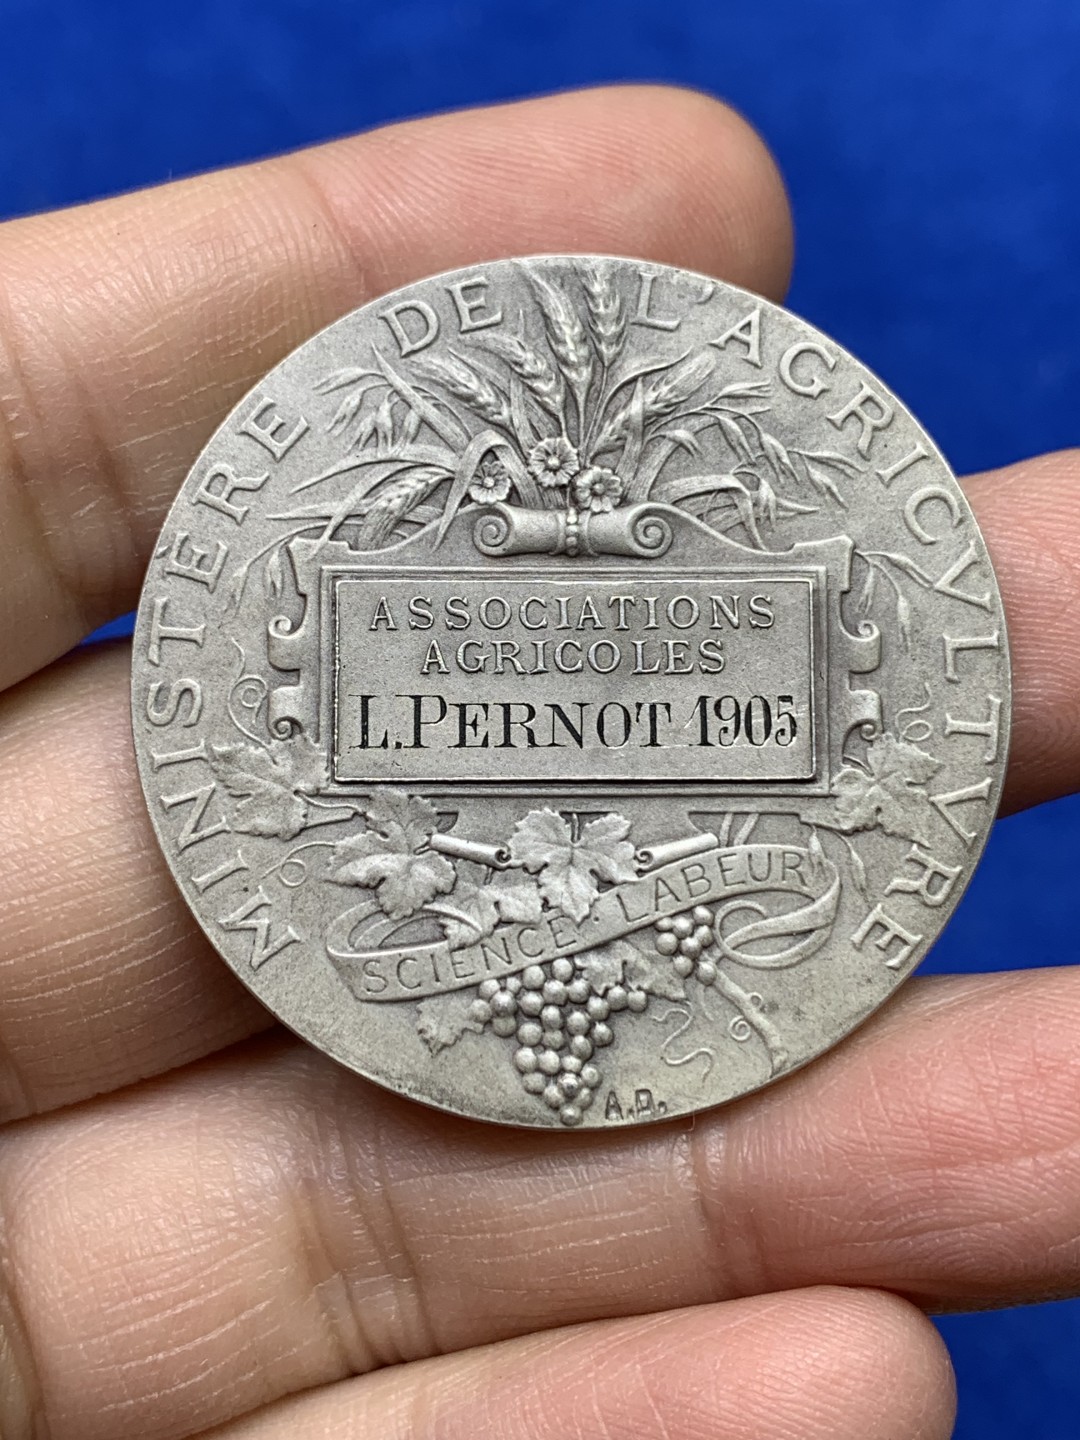 MINISTÈRE DE L'AGRICVLTVRE
ASSOCIATIONS
AGRICOLES
L. PERNOT 1905
SCIENCE · LABEUR
A.D.